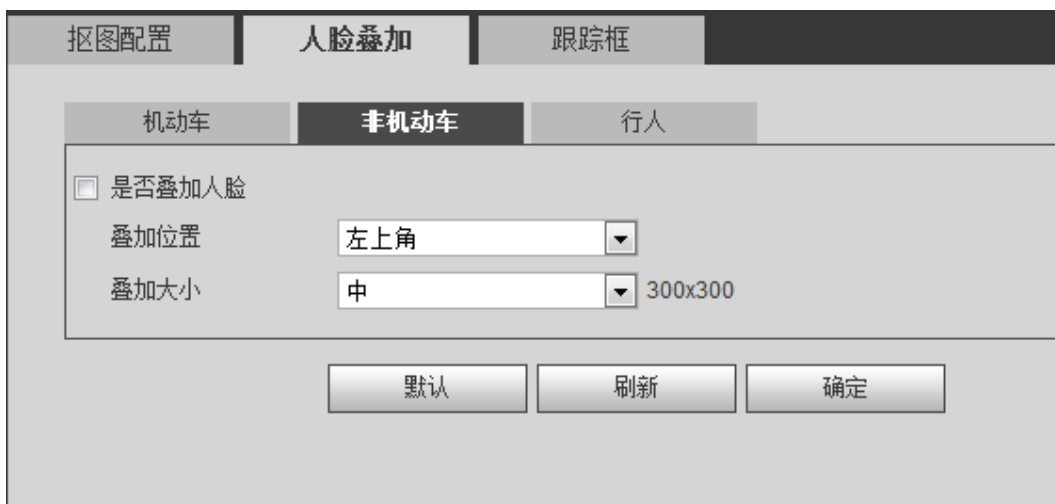 抠图配置 人脸叠加 跟踪框
机动车 非机动车 行人
是否叠加人脸
叠加位置 左上角
叠加大小 中 300x300
默认 刷新 确定